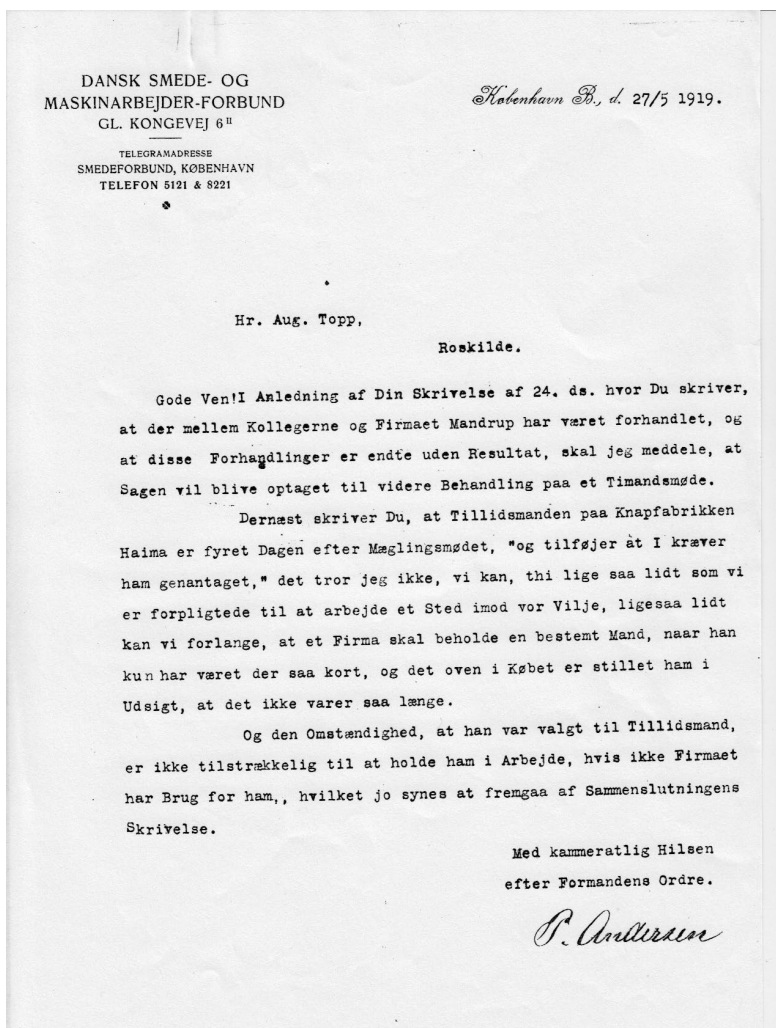 DANSK SMEDE- OG
MASKINARBEJDER-FORBUND
GL. KONGEVEJ 6 II
TELEGRAMADRESSE
SMEDEFORBUND, KØBENHAVN
TELEFON 5121 & 8221
København B., d. 27/5 1919.
Hr. Aug. Topp,
Roskilde.
Gode Ven!I Anledning af Din Skrivelse af 24. ds. hvor Du skriver,
at der mellem Kollegerne og Firmaet Mandrup har været forhandlet, og
at disse Forhandlinger er endte uden Resultat, skal jeg meddele, at
Sagen vil blive optaget til videre Behandling paa et Timandsmøde.
Dernæst skriver Du, at Tillidsmanden paa Knapfabrikken
Haima er fyret Dagen efter Mæglingsmødet, "og tilføjer at I kræver
ham genantaget," det tror jeg ikke, vi kan, thi lige saa lidt som vi
er forpligtede til at arbejde et Sted imod vor Vilje, ligesaa lidt
kan vi forlange, at et Firma skal beholde en bestemt Mand, naar han
kun har været der saa kort, og det oven i Købet er stillet ham i
Udsigt, at det ikke varer saa længe.
Og den Omstændighed, at han var valgt til Tillidsmand,
er ikke tilstrækkelig til at holde ham i Arbejde, hvis ikke Firmaet
har Brug for ham,, hvilket jo synes at fremgaa af Sammenslutningens
Skrivelse.
Med kammeratlig Hilsen
efter Formandens Ordre.
P. Andersen